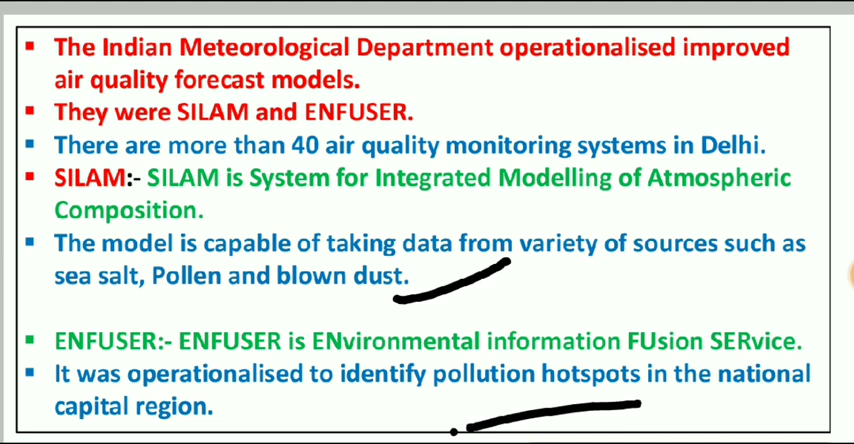 ▪ The Indian Meteorological Department operationalised improved
air quality forecast models.
▪ They were SILAM and ENFUSER.
▪ There are more than 40 air quality monitoring systems in Delhi.
▪ SILAM:- SILAM is System for Integrated Modelling of Atmospheric
Composition.
▪ The model is capable of taking data from variety of sources such as
sea salt, Pollen and blown dust.
▪ ENFUSER:- ENFUSER is ENvironmental information FUsion SERvice.
▪ It was operationalised to identify pollution hotspots in the national
capital region.